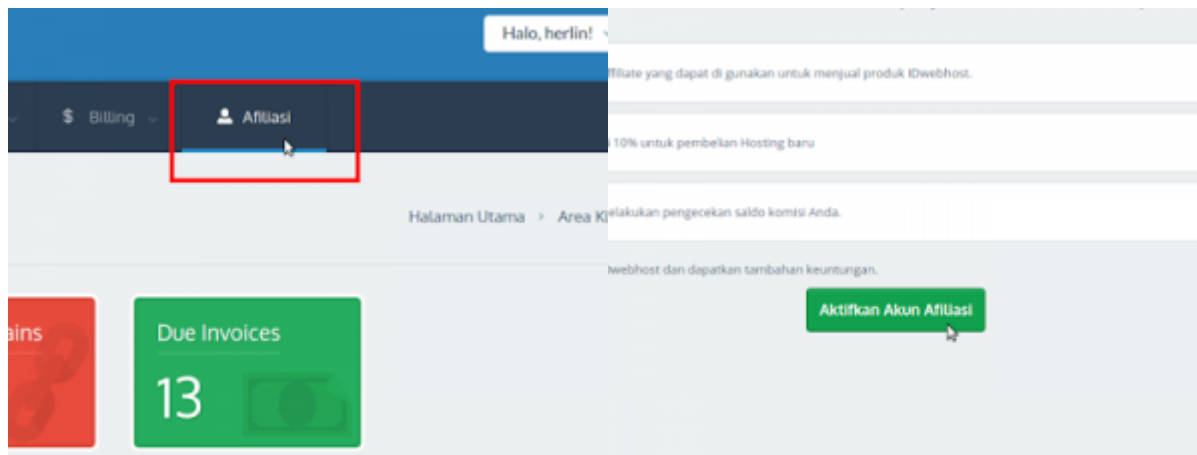 Halo, herlin!
$ Billing
Afiliasi
Halaman Utama > Area
ains
Due Invoices
13
ffiliate yang dapat di gunakan untuk menjual produk IDwebhost.
10% untuk pembelian Hosting baru
elakukan pengecekan saldo komisi Anda.
webhost dan dapatkan tambahan keuntungan.
Aktifkan Akun Afiliasi